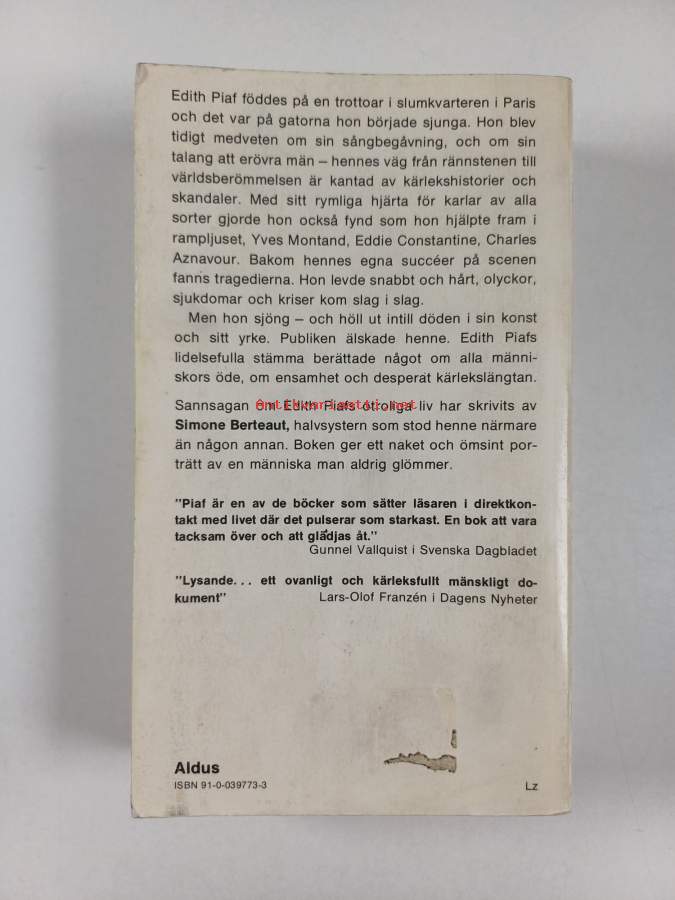 Edith Piaf föddes på en trottoar i slumkvarteren i Paris
och det var på gatorna hon började sjunga. Hon blev
tidigt medveten om sin sångbegåvning, och om sin
talang att erövra män – hennes väg från rännstenen till
världsberömmelsen är kantad av kärlekshistorier och
skandaler. Med sitt rymliga hjärta för karlar av alla
sorter gjorde hon också fynd som hon hjälpte fram i
rampljuset, Yves Montand, Eddie Constantine, Charles
Aznavour. Bakom hennes egna succéer på scenen
fanns tragedierna. Hon levde snabbt och hårt, olyckor,
sjukdomar och kriser kom slag i slag.
Men hon sjöng – och höll ut intill döden i sin konst
och sitt yrke. Publiken älskade henne. Edith Piafs
lidelsefulla stämma berättade något om alla männi-
skors öde, om ensamhet och desperat kärlekslängtan.
Sannsagan om Edith Piafs otroliga liv har skrivits av
Simone Berteaut, halvsystern som stod henne närmare
än någon annan. Boken ger ett naket och ömsint por-
trätt av en människa man aldrig glömmer.
"Piaf är en av de böcker som sätter läsaren i direktkon-
takt med livet där det pulserar som starkast. En bok att vara
tacksam över och att glädjas åt."
Gunnel Vallquist i Svenska Dagbladet
"Lysande... ett ovanligt och kärleksfullt mänskligt do-
kument" Lars-Olof Franzén i Dagens Nyheter
Aldus
ISBN 91-0-039773-3
Lz